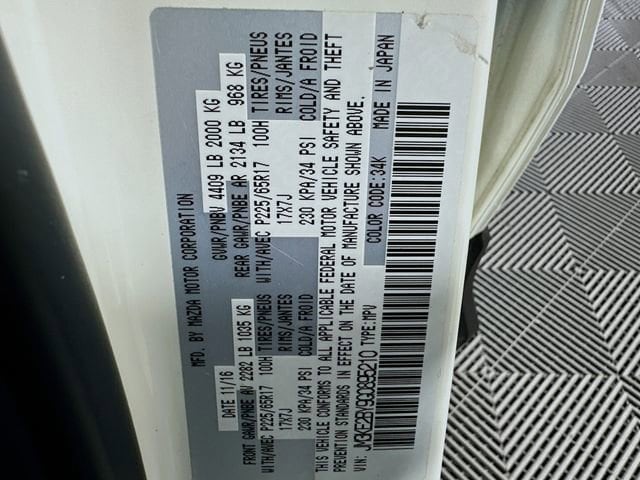 MFD. BY MAZDA MOTOR CORPORATION
DATE 11/16 GVWR/PNBV 4409 LB 2000 KG
FRONT GAWR/PNBE AV 2282 LB 1035 KG REAR GAWR/PNBE AR 2134 LB 968 KG
WITH/AVEC P225/65R17 100H TIRES/PNEUS WITH/AVEC P225/65R17 100H TIRES/PNEUS
17X7J RIMS/JANTES 17X7J RIMS/JANTES
230 KPA/34 PSI COLD/A FROID 230 KPA/34 PSI COLD/A FROID
THIS VEHICLE CONFORMS TO ALL APPLICABLE FEDERAL MOTOR VEHICLE SAFETY AND THEFT
PREVENTION STANDARDS IN EFFECT ON THE DATE OF MANUFACTURE SHOWN ABOVE.
VIN: JM3KE2BY9G0895210 TYPE:MPV COLOR CODE:34K MADE IN JAPAN